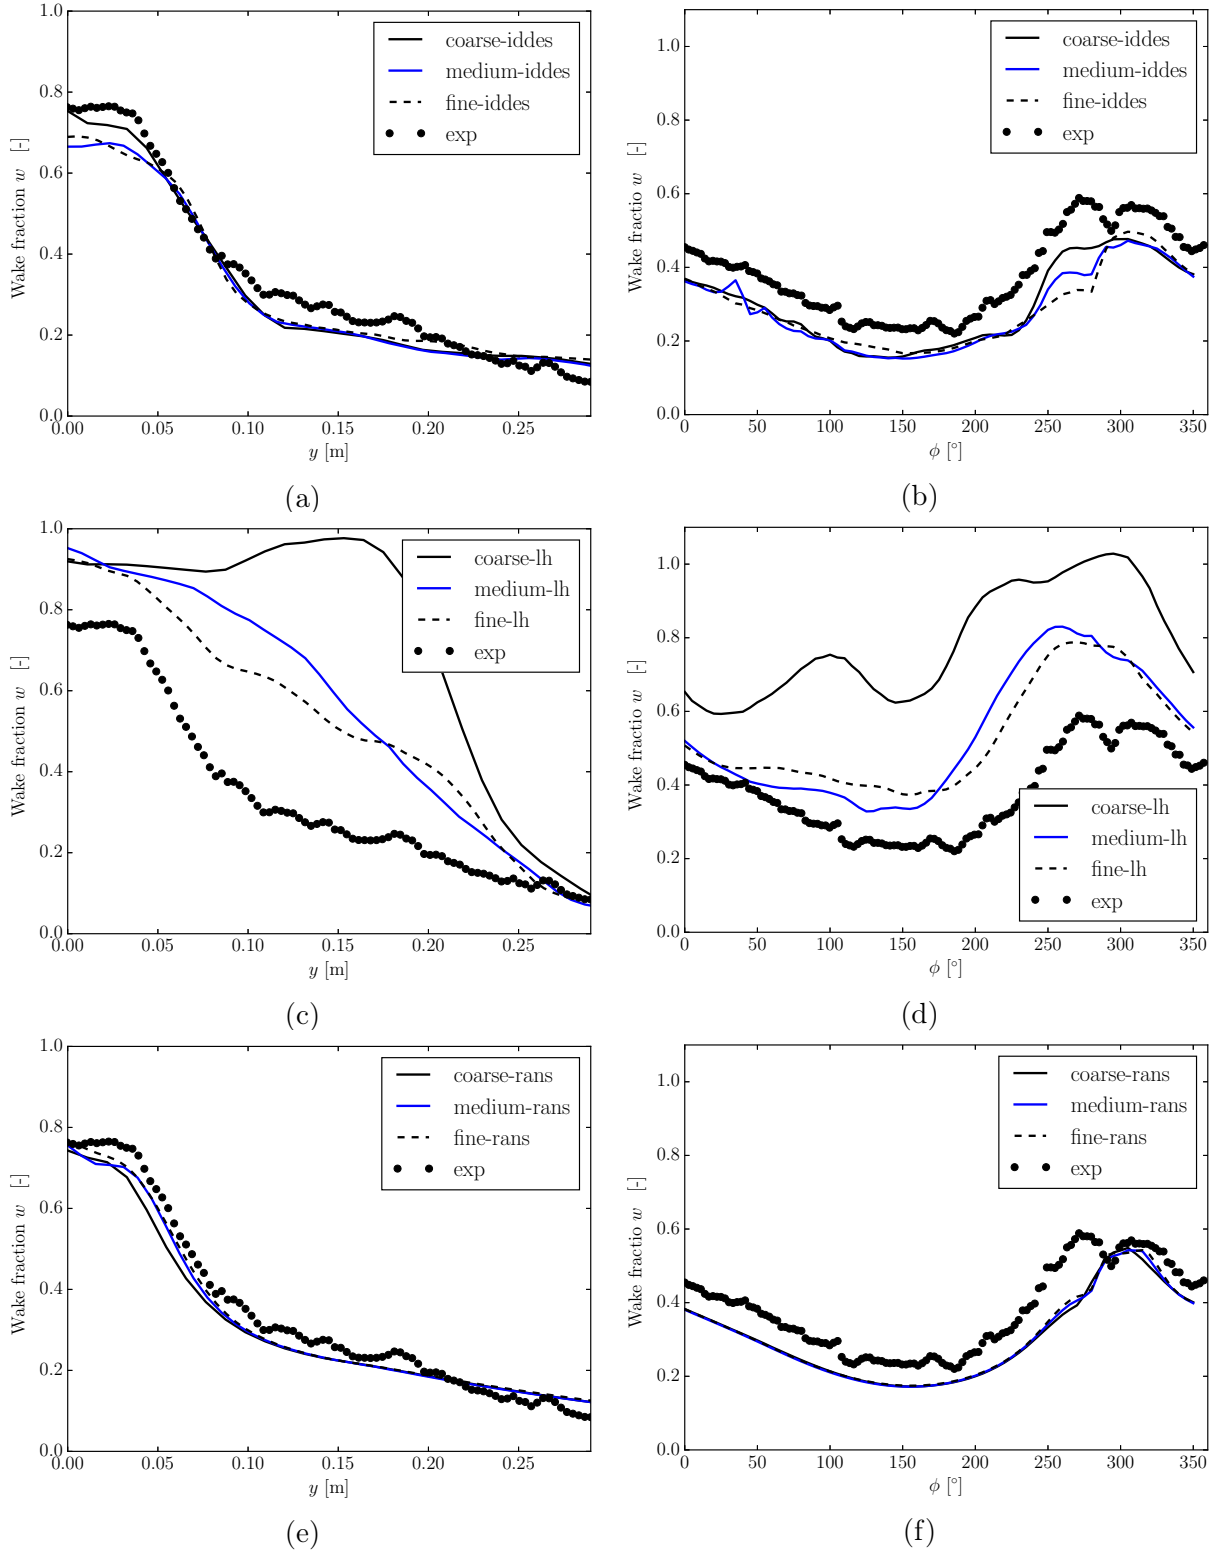 1.0
0.8
0.6
0.4
0.2
0.0
Wake fraction w [-]
coarse-iddes
medium-iddes
fine-iddes
exp
0.00 0.05 0.10 0.15 0.20 0.25
y [m]
(a)
1.0
0.8
0.6
0.4
0.2
0.0
Wake fractio w [-]
coarse-iddes
medium-iddes
fine-iddes
exp
0 50 100 150 200 250 300 350
ϕ [°]
(b)
1.0
0.8
0.6
0.4
0.2
0.0
Wake fraction w [-]
coarse-lh
medium-lh
fine-lh
exp
0.00 0.05 0.10 0.15 0.20 0.25
y [m]
(c)
1.0
0.8
0.6
0.4
0.2
0.0
Wake fractio w [-]
coarse-lh
medium-lh
fine-lh
exp
0 50 100 150 200 250 300 350
ϕ [°]
(d)
1.0
0.8
0.6
0.4
0.2
0.0
Wake fraction w [-]
coarse-rans
medium-rans
fine-rans
exp
0.00 0.05 0.10 0.15 0.20 0.25
y [m]
(e)
1.0
0.8
0.6
0.4
0.2
0.0
Wake fractio w [-]
coarse-rans
medium-rans
fine-rans
exp
0 50 100 150 200 250 300 350
ϕ [°]
(f)